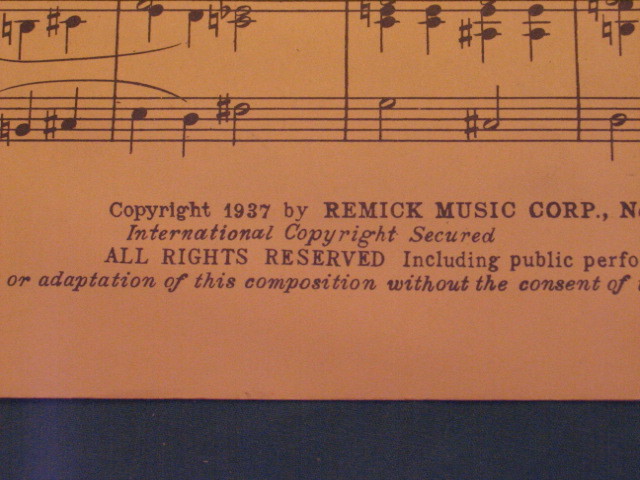 Copyright 1937 by REMICK MUSIC CORP.,
International Copyright Secured
ALL RIGHTS RESERVED Including public
or adaptation of this composition without the consent of